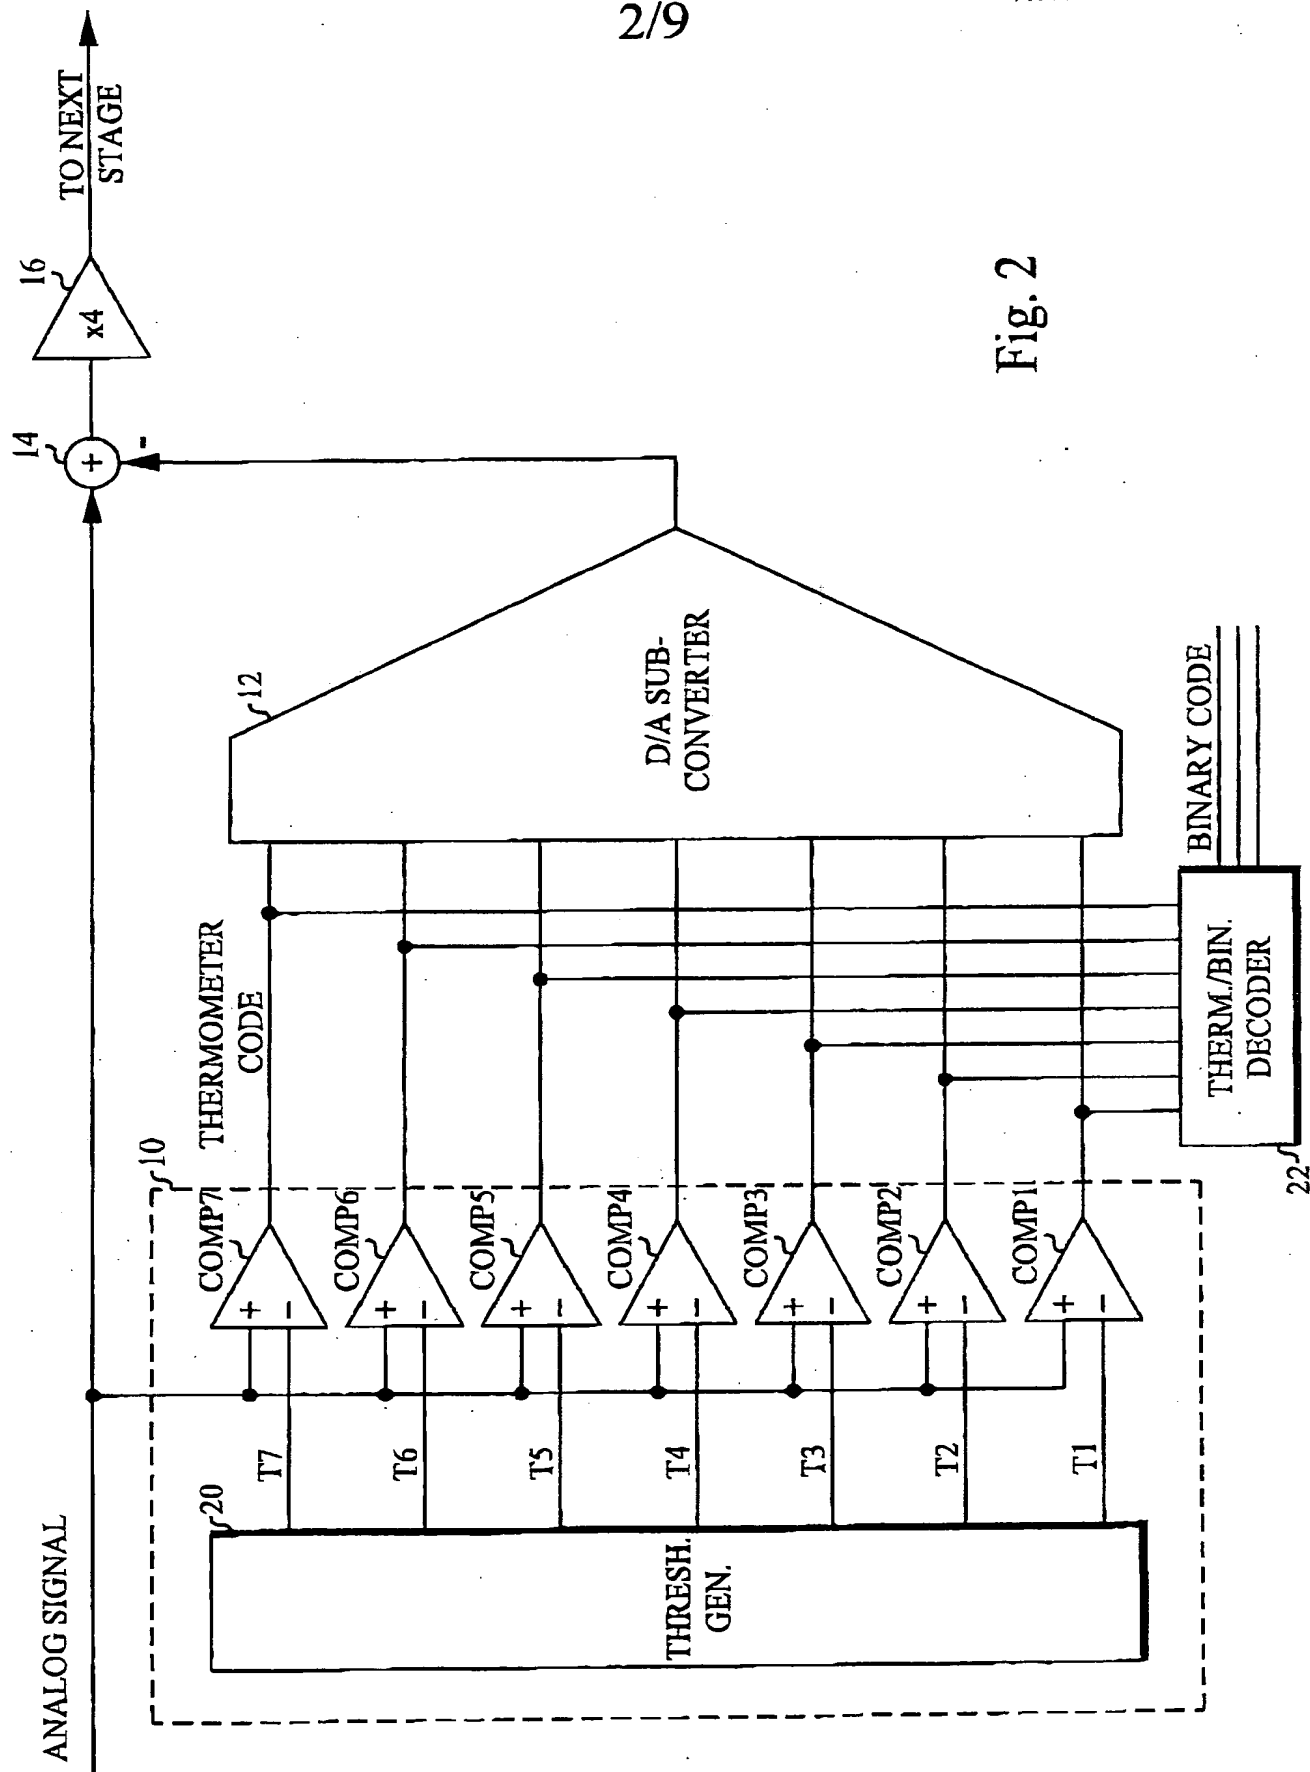 2/9
ANALOG SIGNAL
14
+
-
16
x4
TO NEXT
STAGE
10
20
THRESH.
GEN.
T7
T6
T5
T4
T3
T2
T1
COMP7
+
−
COMP6
+
−
COMP5
+
−
COMP4
+
−
COMP3
+
−
COMP2
+
−
COMP1
+
−
THERMOMETER
CODE
12
D/A SUB-
CONVERTER
22
THERM./BIN.
DECODER
BINARY CODE
Fig. 2